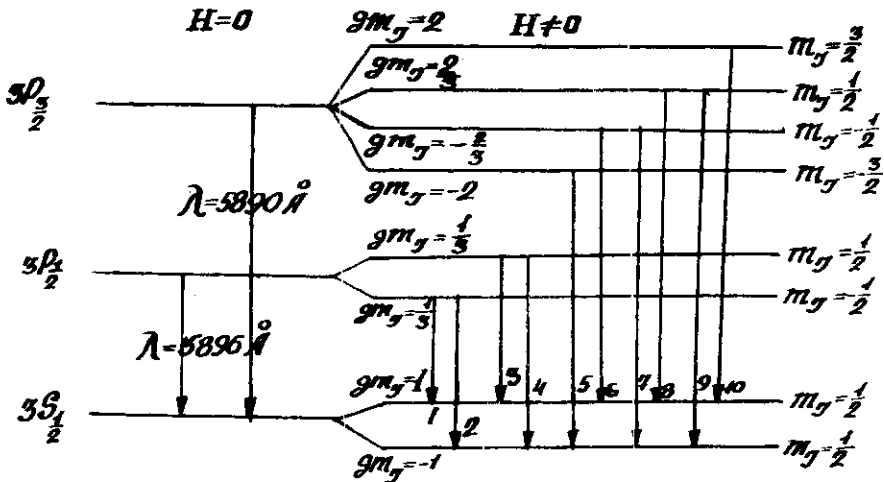 H=0
gm_J=2
H≠0
m_J=3/2
gm_J=2/3
m_J=1/2
3P_3/2
m_J=-1/2
gm_J=-2/3
m_J=-3/2
gm_J=-2
λ=5890 Å
gm_J=1/3
m_J=1/2
3P_1/2
m_J=-1/2
gm_J=1/3
λ=5896 Å
gm_J=1
3 4 5 6 7 8 9 10
m_J=1/2
3S_1/2
1
2
m_J=1/2
gm_J=-1